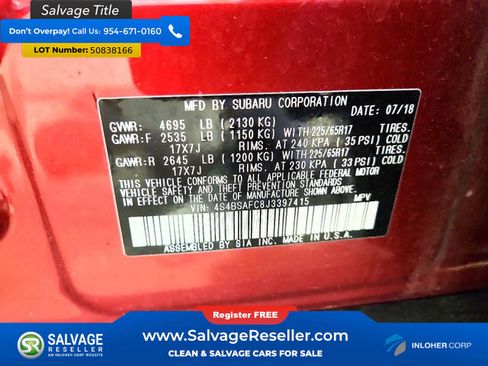 Salvage Title
Don't Overpay! Call Us: 954-671-0160
LOT Number: 50838166
MFD BY SUBARU CORPORATION
DATE: 07/18
GVWR: 4695 LB (2130 KG)
GAWR:F 2535 LB (1150 KG) WITH 225/65R17 TIRES.
17X7J RIMS. AT 240 KPA (35 PSI) COLD
GAWR:R 2645 LB (1200 KG) WITH 225/65R17 TIRES.
17X7J RIMS. AT 230 KPA (33 PSI) COLD
THIS VEHICLE CONFORMS TO ALL APPLICABLE FEDERAL MOTOR
VEHICLE SAFETY AND THEFT PREVENTION STANDARDS
IN EFFECT ON THE DATE OF MANUFACTURE SHOWN ABOVE.
VIN: 4S4BSAFC8J3397415 MPV
ASSEMBLED BY SIA INC. MADE IN U.S.A.
Register FREE
www.SalvageReseller.com
CLEAN & SALVAGE CARS FOR SALE
SALVAGE
RESELLER
AN INLOHER CORP WEBSITE
INLOHER CORP